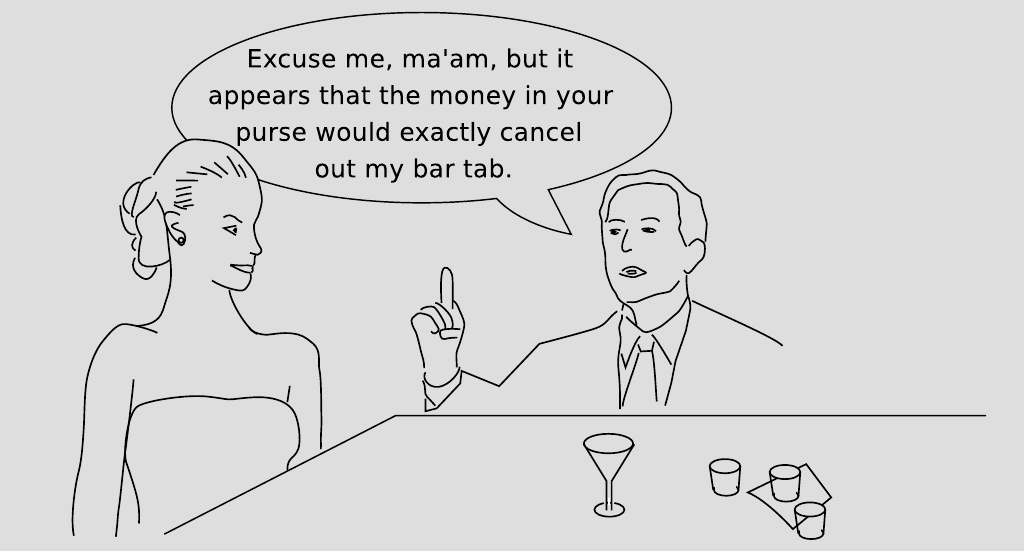 Excuse me, ma'am, but it
appears that the money in your
purse would exactly cancel
out my bar tab.